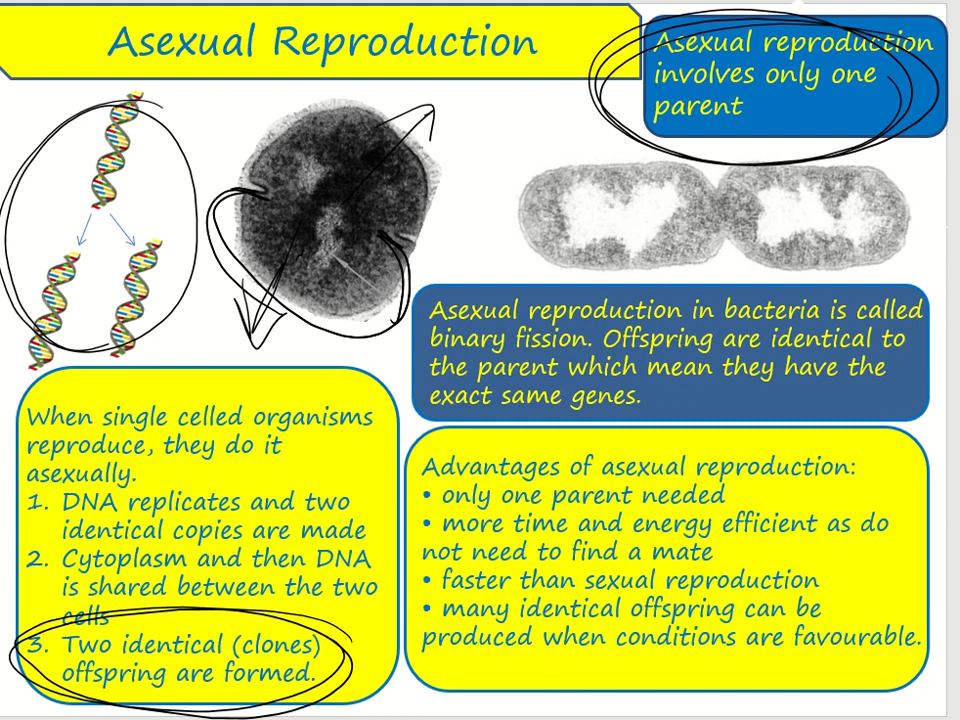 Asexual Reproduction
Asexual reproduction
involves only one
parent
Asexual reproduction in bacteria is called
binary fission. Offspring are identical to
the parent which mean they have the
exact same genes.
When single celled organisms
reproduce, they do it
asexually.
1. DNA replicates and two
identical copies are made
2. Cytoplasm and then DNA
is shared between the two
cells
3. Two identical (clones)
offspring are formed.
Advantages of asexual reproduction:
• only one parent needed
• more time and energy efficient as do
not need to find a mate
• faster than sexual reproduction
• many identical offspring can be
produced when conditions are favourable.